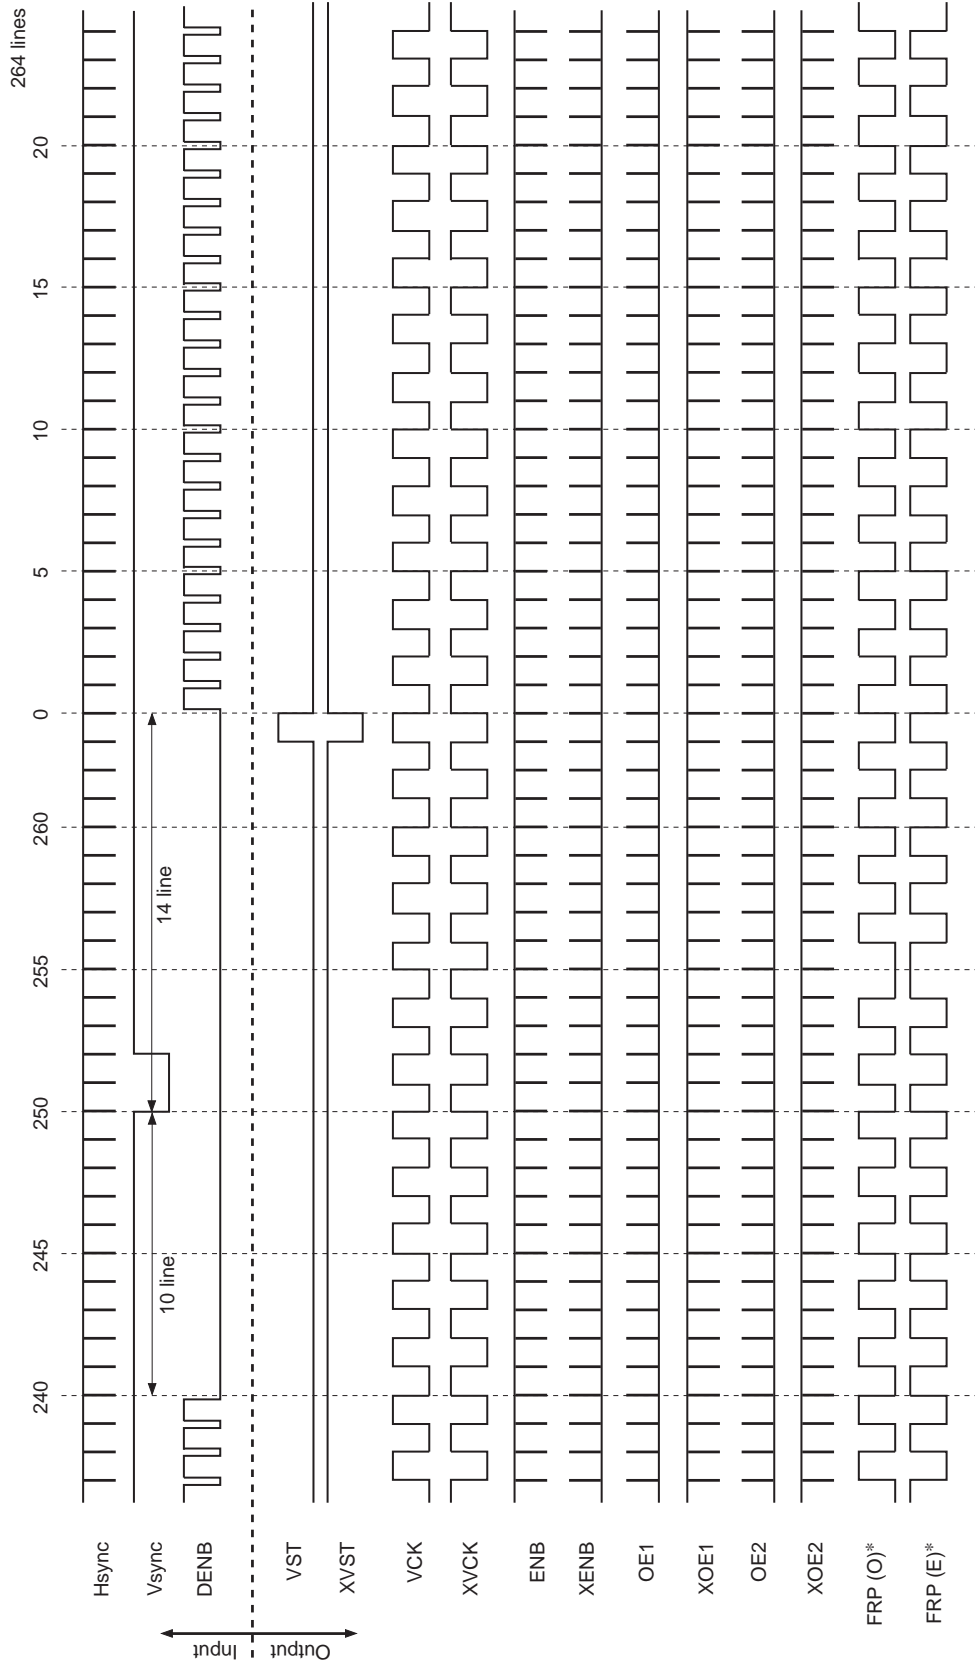 264 lines
240
245
250
255
260
0
5
10
15
20
Hsync
Vsync
10 line
14 line
DENB
Input
Output
VST
XVST
VCK
XVCK
ENB
XENB
OE1
XOE1
OE2
XOE2
FRP (O)*
FRP (E)*